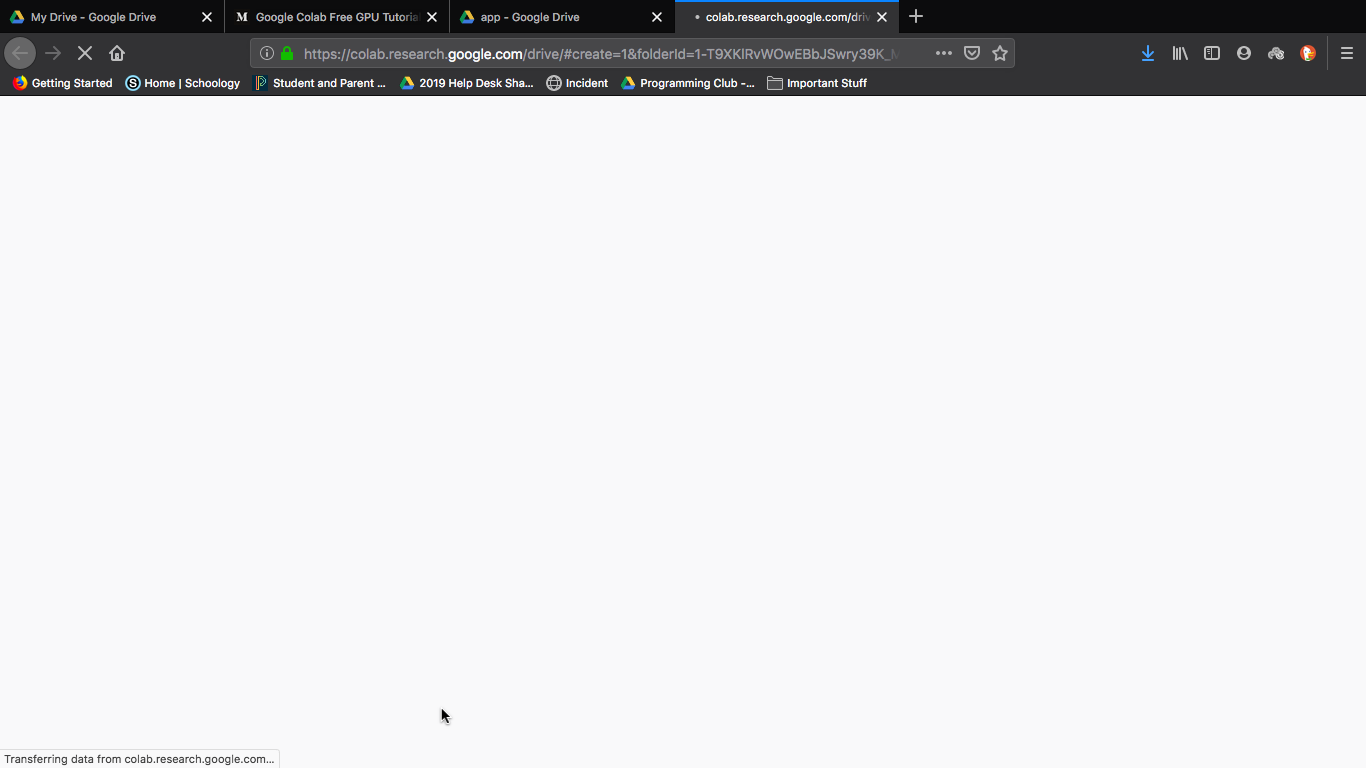 My Drive - Google Drive
Google Colab Free GPU Tutorial
app - Google Drive
colab.research.google.com/driv
https://colab.research.google.com/drive/#create=1&folderId=1-T9XKlRvWOwEBbJSwry39K_M
Getting Started
Home | Schoology
Student and Parent ...
2019 Help Desk Sha...
Incident
Programming Club -...
Important Stuff
Transferring data from colab.research.google.com...